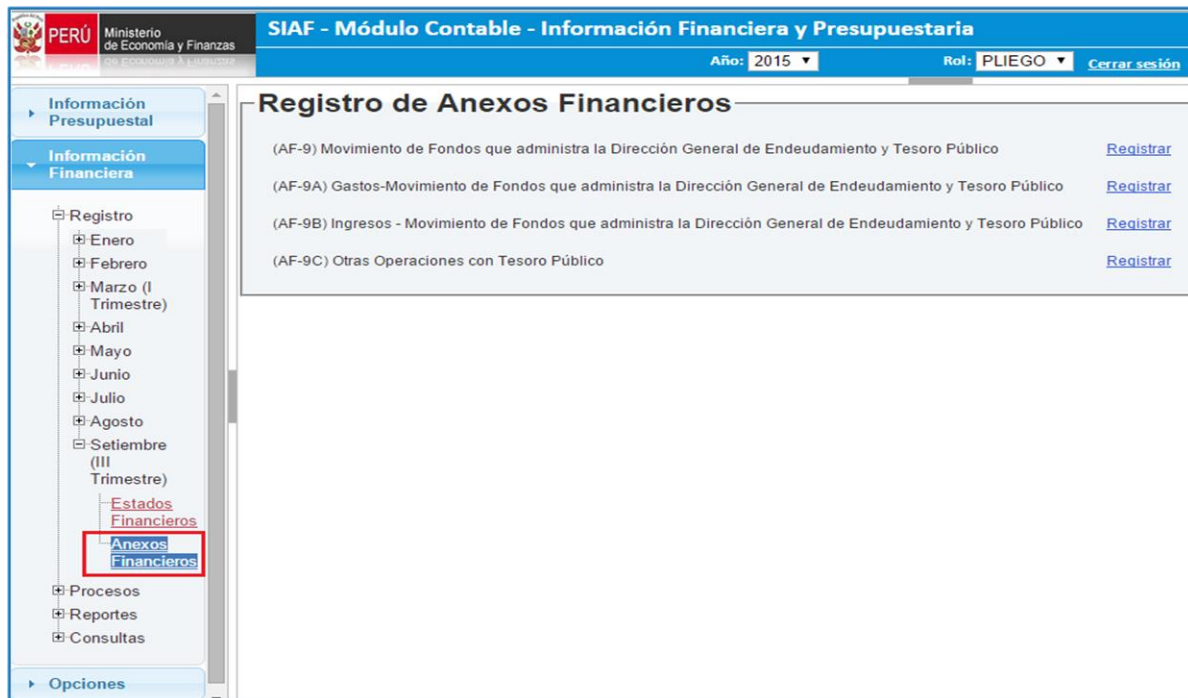 PERÚ
Ministerio
de Economía y Finanzas
SIAF - Módulo Contable - Información Financiera y Presupuestaria
Año: 2015
Rol: PLIEGO
Cerrar sesión
Información
Presupuestal
Información
Financiera
Registro
Enero
Febrero
Marzo (I
Trimestre)
Abril
Mayo
Junio
Julio
Agosto
Setiembre
(III
Trimestre)
Estados
Financieros
Anexos
Financieros
Procesos
Reportes
Consultas
Opciones
Registro de Anexos Financieros
(AF-9) Movimiento de Fondos que administra la Dirección General de Endeudamiento y Tesoro Público Registrar
(AF-9A) Gastos-Movimiento de Fondos que administra la Dirección General de Endeudamiento y Tesoro Público Registrar
(AF-9B) Ingresos - Movimiento de Fondos que administra la Dirección General de Endeudamiento y Tesoro Público Registrar
(AF-9C) Otras Operaciones con Tesoro Público Registrar